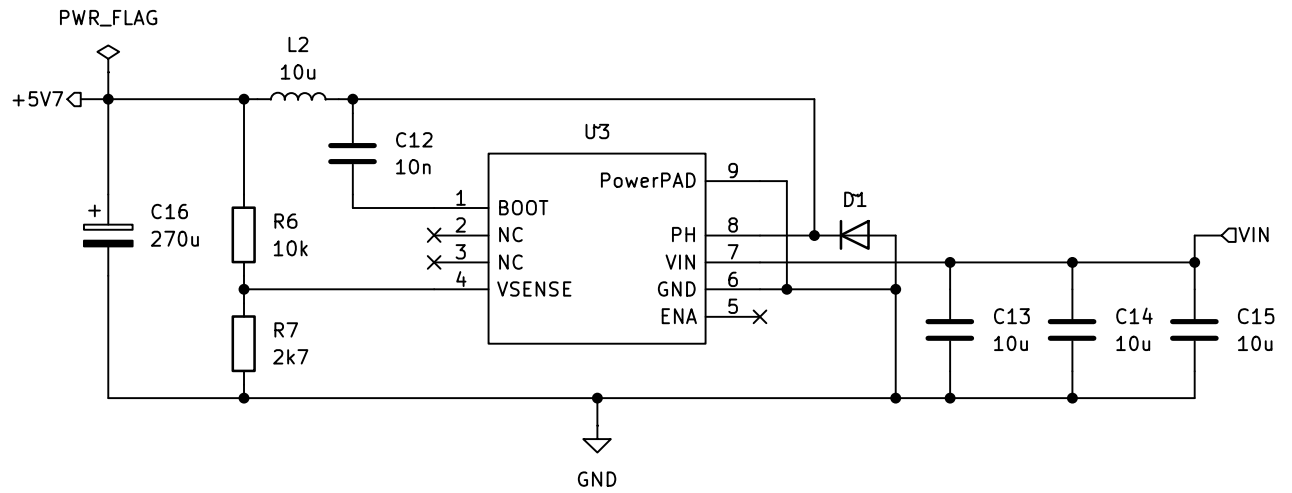 PWR_FLAG
L2
10u
+5V7
U3
C12
10n
PowerPAD
9
D1
1
BOOT
C16
270u
R6
10k
2
NC
PH
8
VIN
3
NC
VIN
7
4
VSENSE
GND
6
ENA
5
C13
10u
C14
10u
C15
10u
R7
2k7
GND